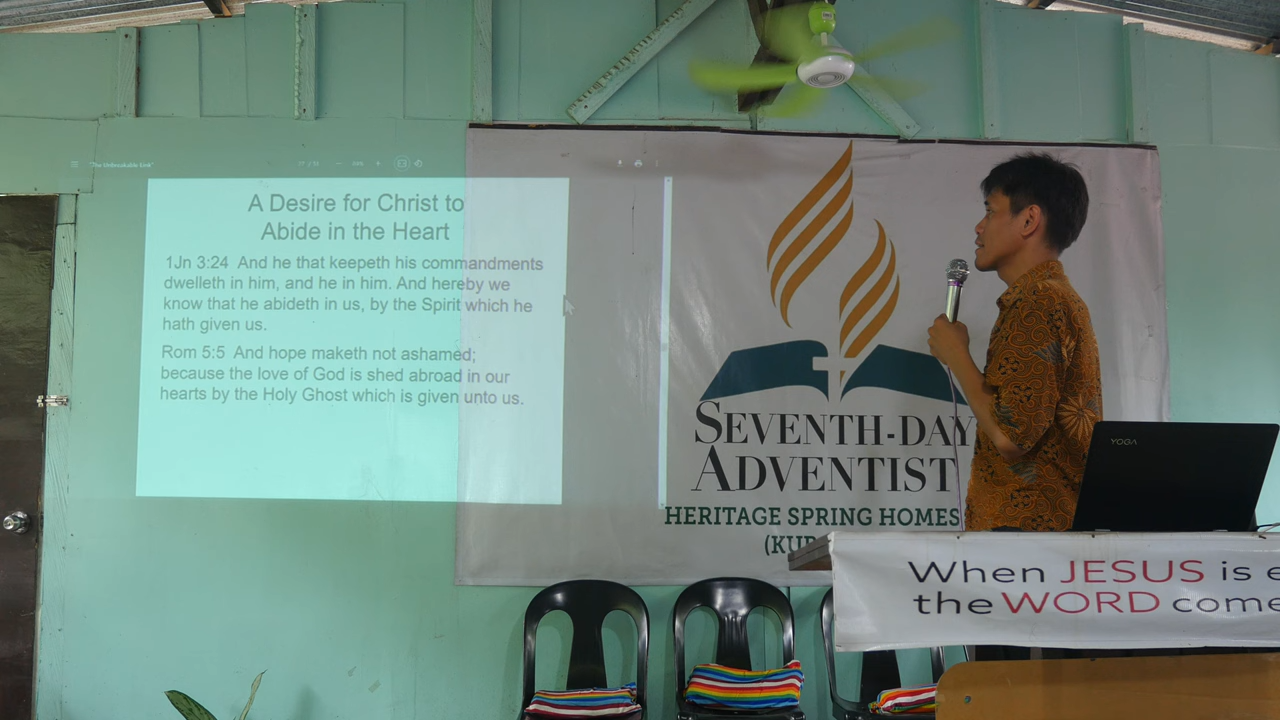 "The Unbreakable Link"
A Desire for Christ to
Abide in the Heart
1Jn 3:24 And he that keepeth his commandments
dwelleth in him, and he in him. And hereby we
know that he abideth in us, by the Spirit which he
hath given us.
Rom 5:5 And hope maketh not ashamed;
because the love of God is shed abroad in our
hearts by the Holy Ghost which is given unto us.
SEVENTH-DAY
ADVENTIST
HERITAGE SPRING HOMES
YOGA
When JESUS is
the WORD come